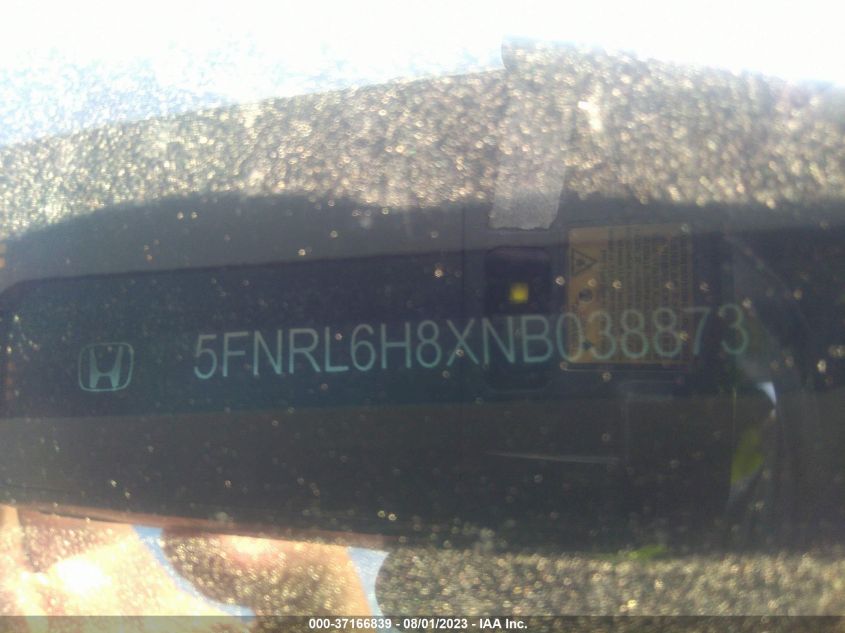 5FNRL6H8XNB038873
000-37166839 - 08/01/2023 - IAA Inc.